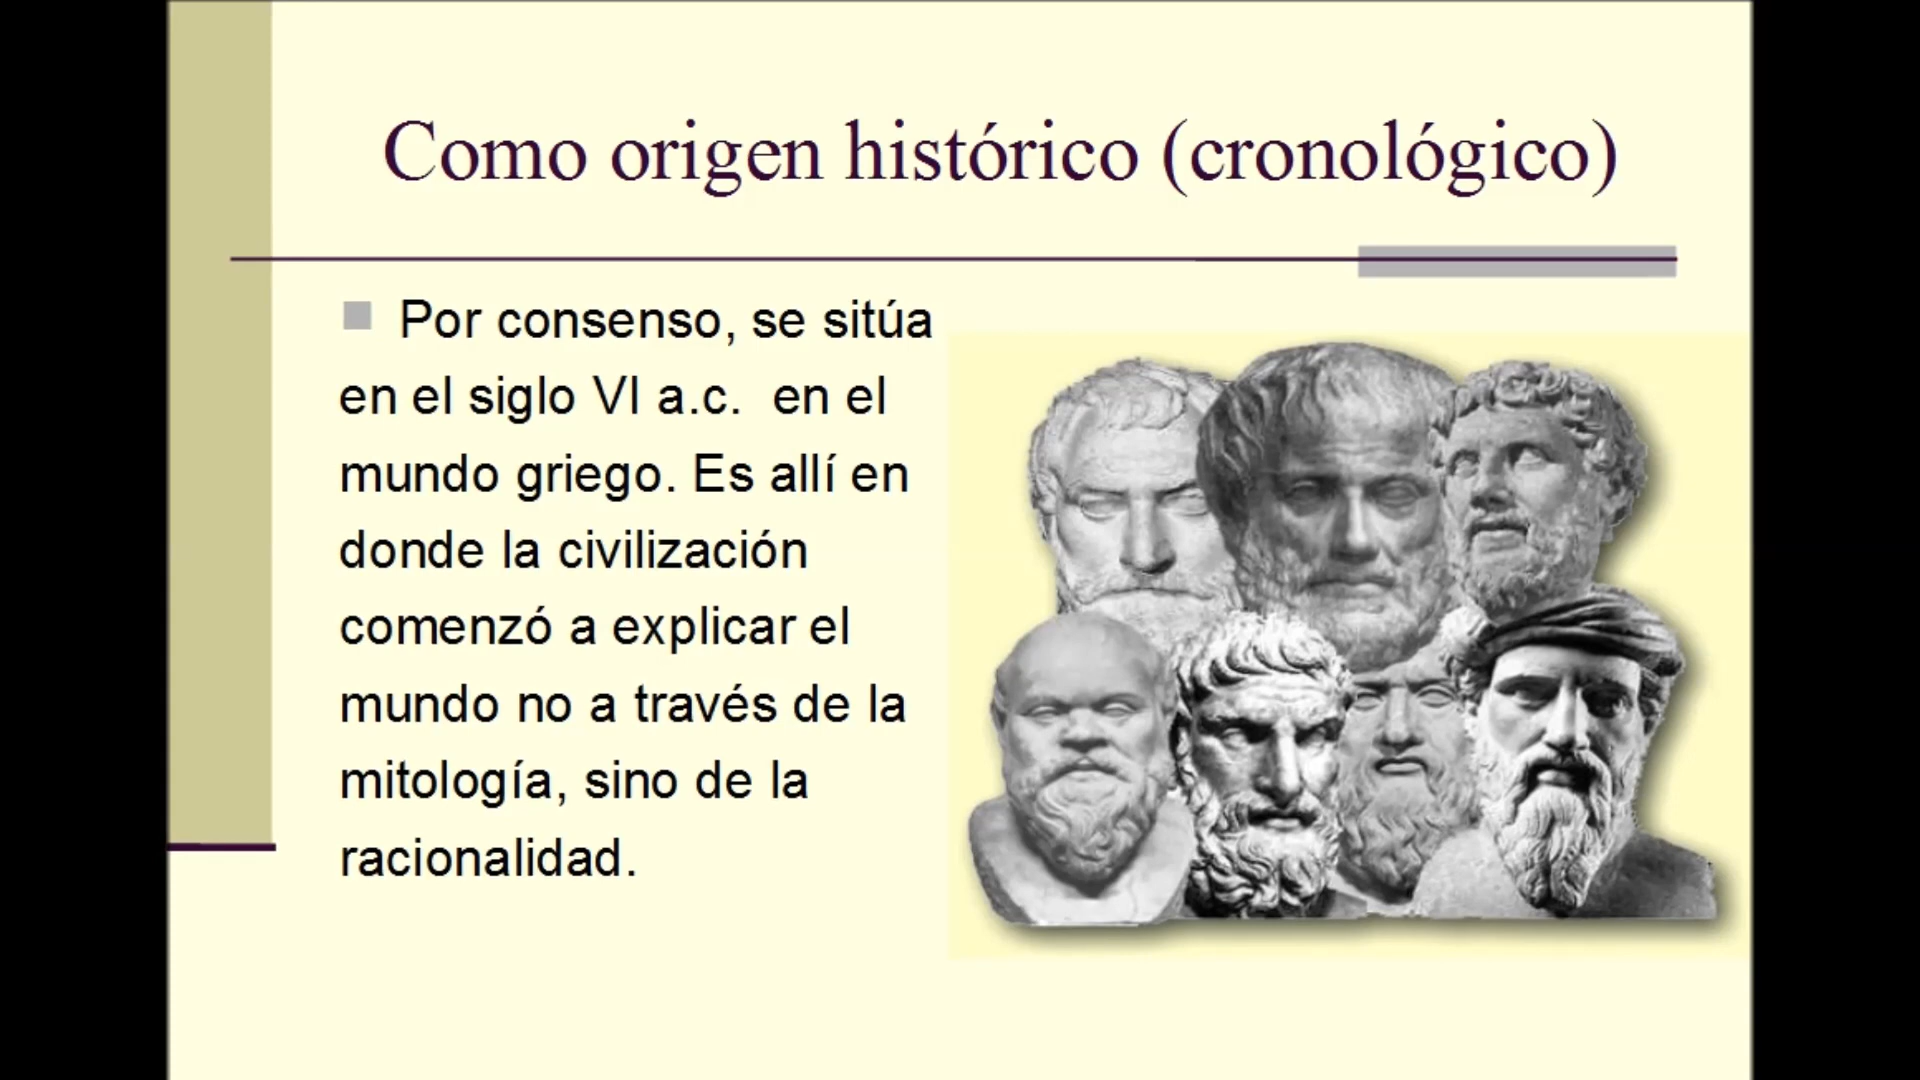 Como origen histórico (cronológico)
Por consenso, se sitúa
en el siglo VI a.c. en el
mundo griego. Es allí en
donde la civilización
comenzó a explicar el
mundo no a través de la
mitología, sino de la
racionalidad.